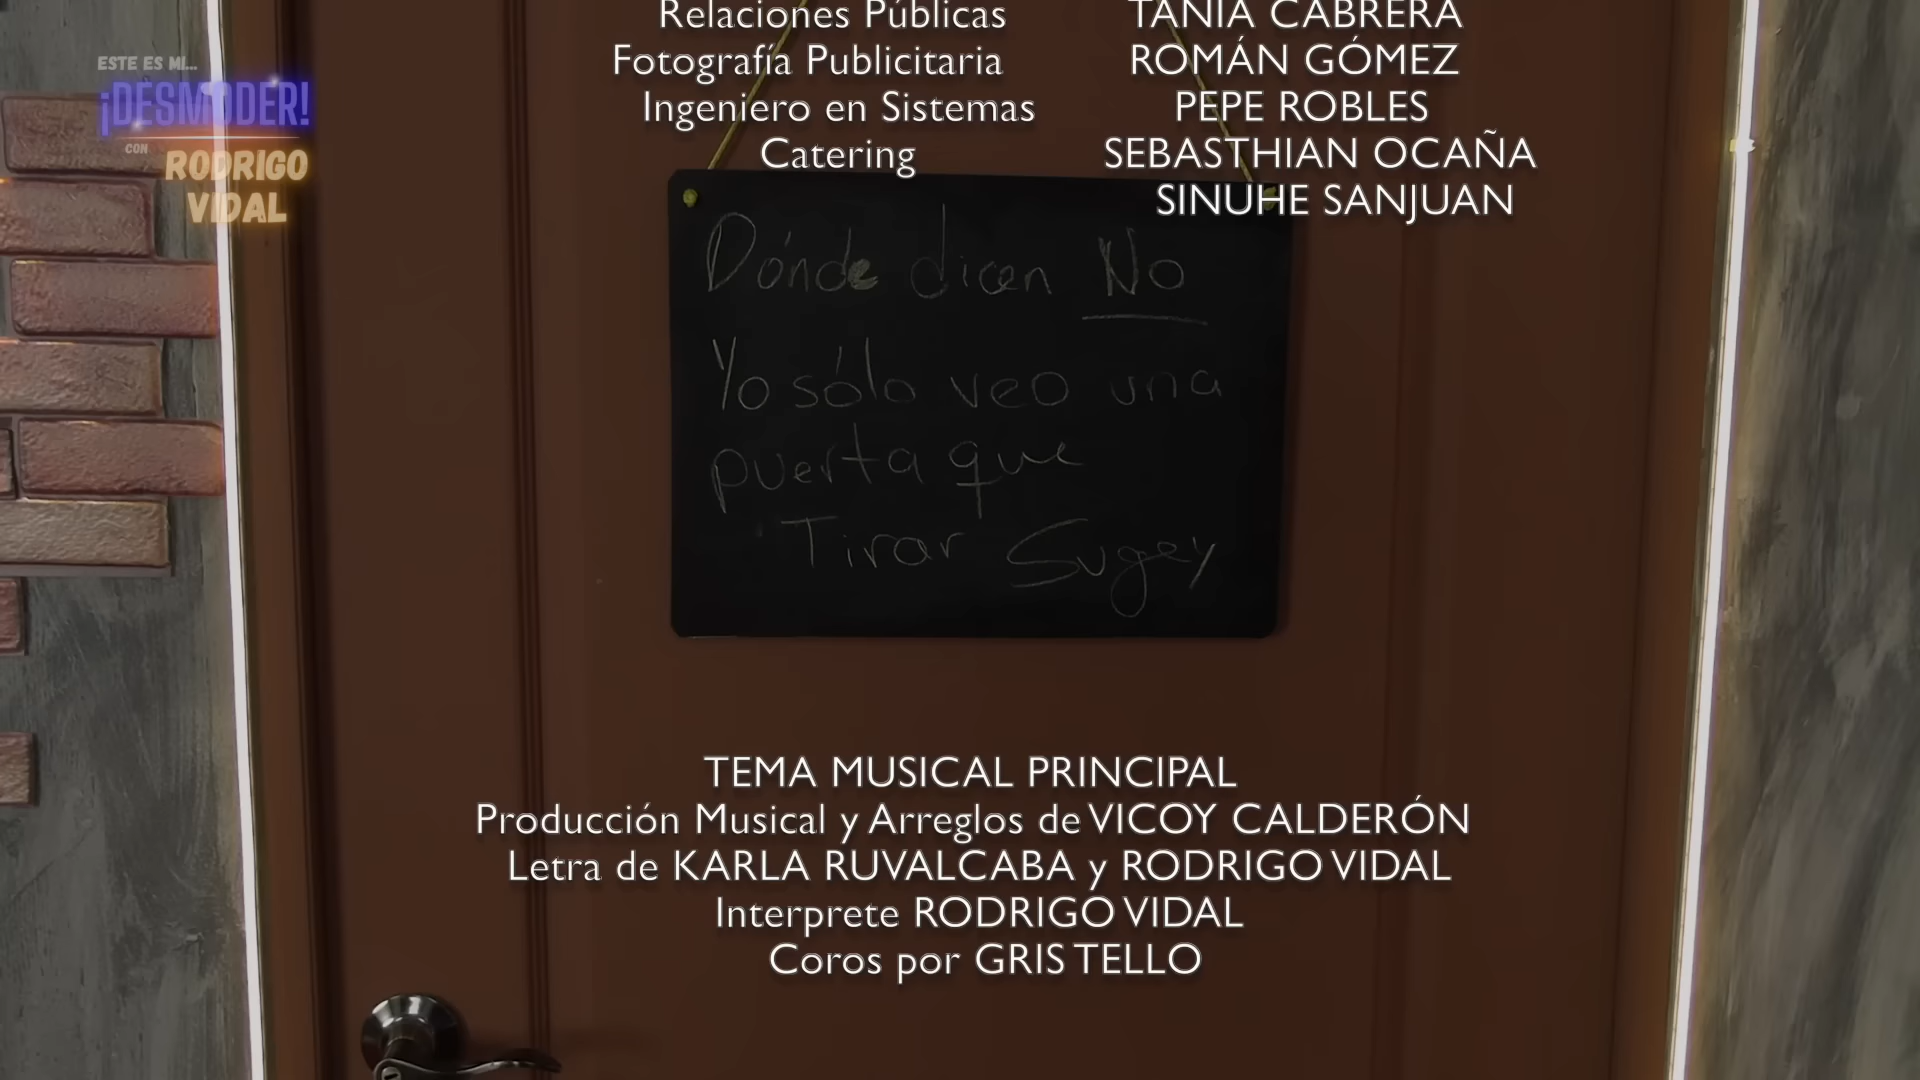 ESTE ES MI...
¡DESMODER!
CON
RODRIGO
VIDAL
Relaciones Públicas TANIA CABRERA
Fotografía Publicitaria ROMÁN GÓMEZ
Ingeniero en Sistemas PEPE ROBLES
Catering SEBASTHIAN OCAÑA
SINUHE SANJUAN
Dónde dicen No
Yo sólo veo una
puerta que
Tirar Sugey
TEMA MUSICAL PRINCIPAL
Producción Musical y Arreglos de VICOY CALDERÓN
Letra de KARLA RUVALCABA y RODRIGO VIDAL
Interprete RODRIGO VIDAL
Coros por GRIS TELLO